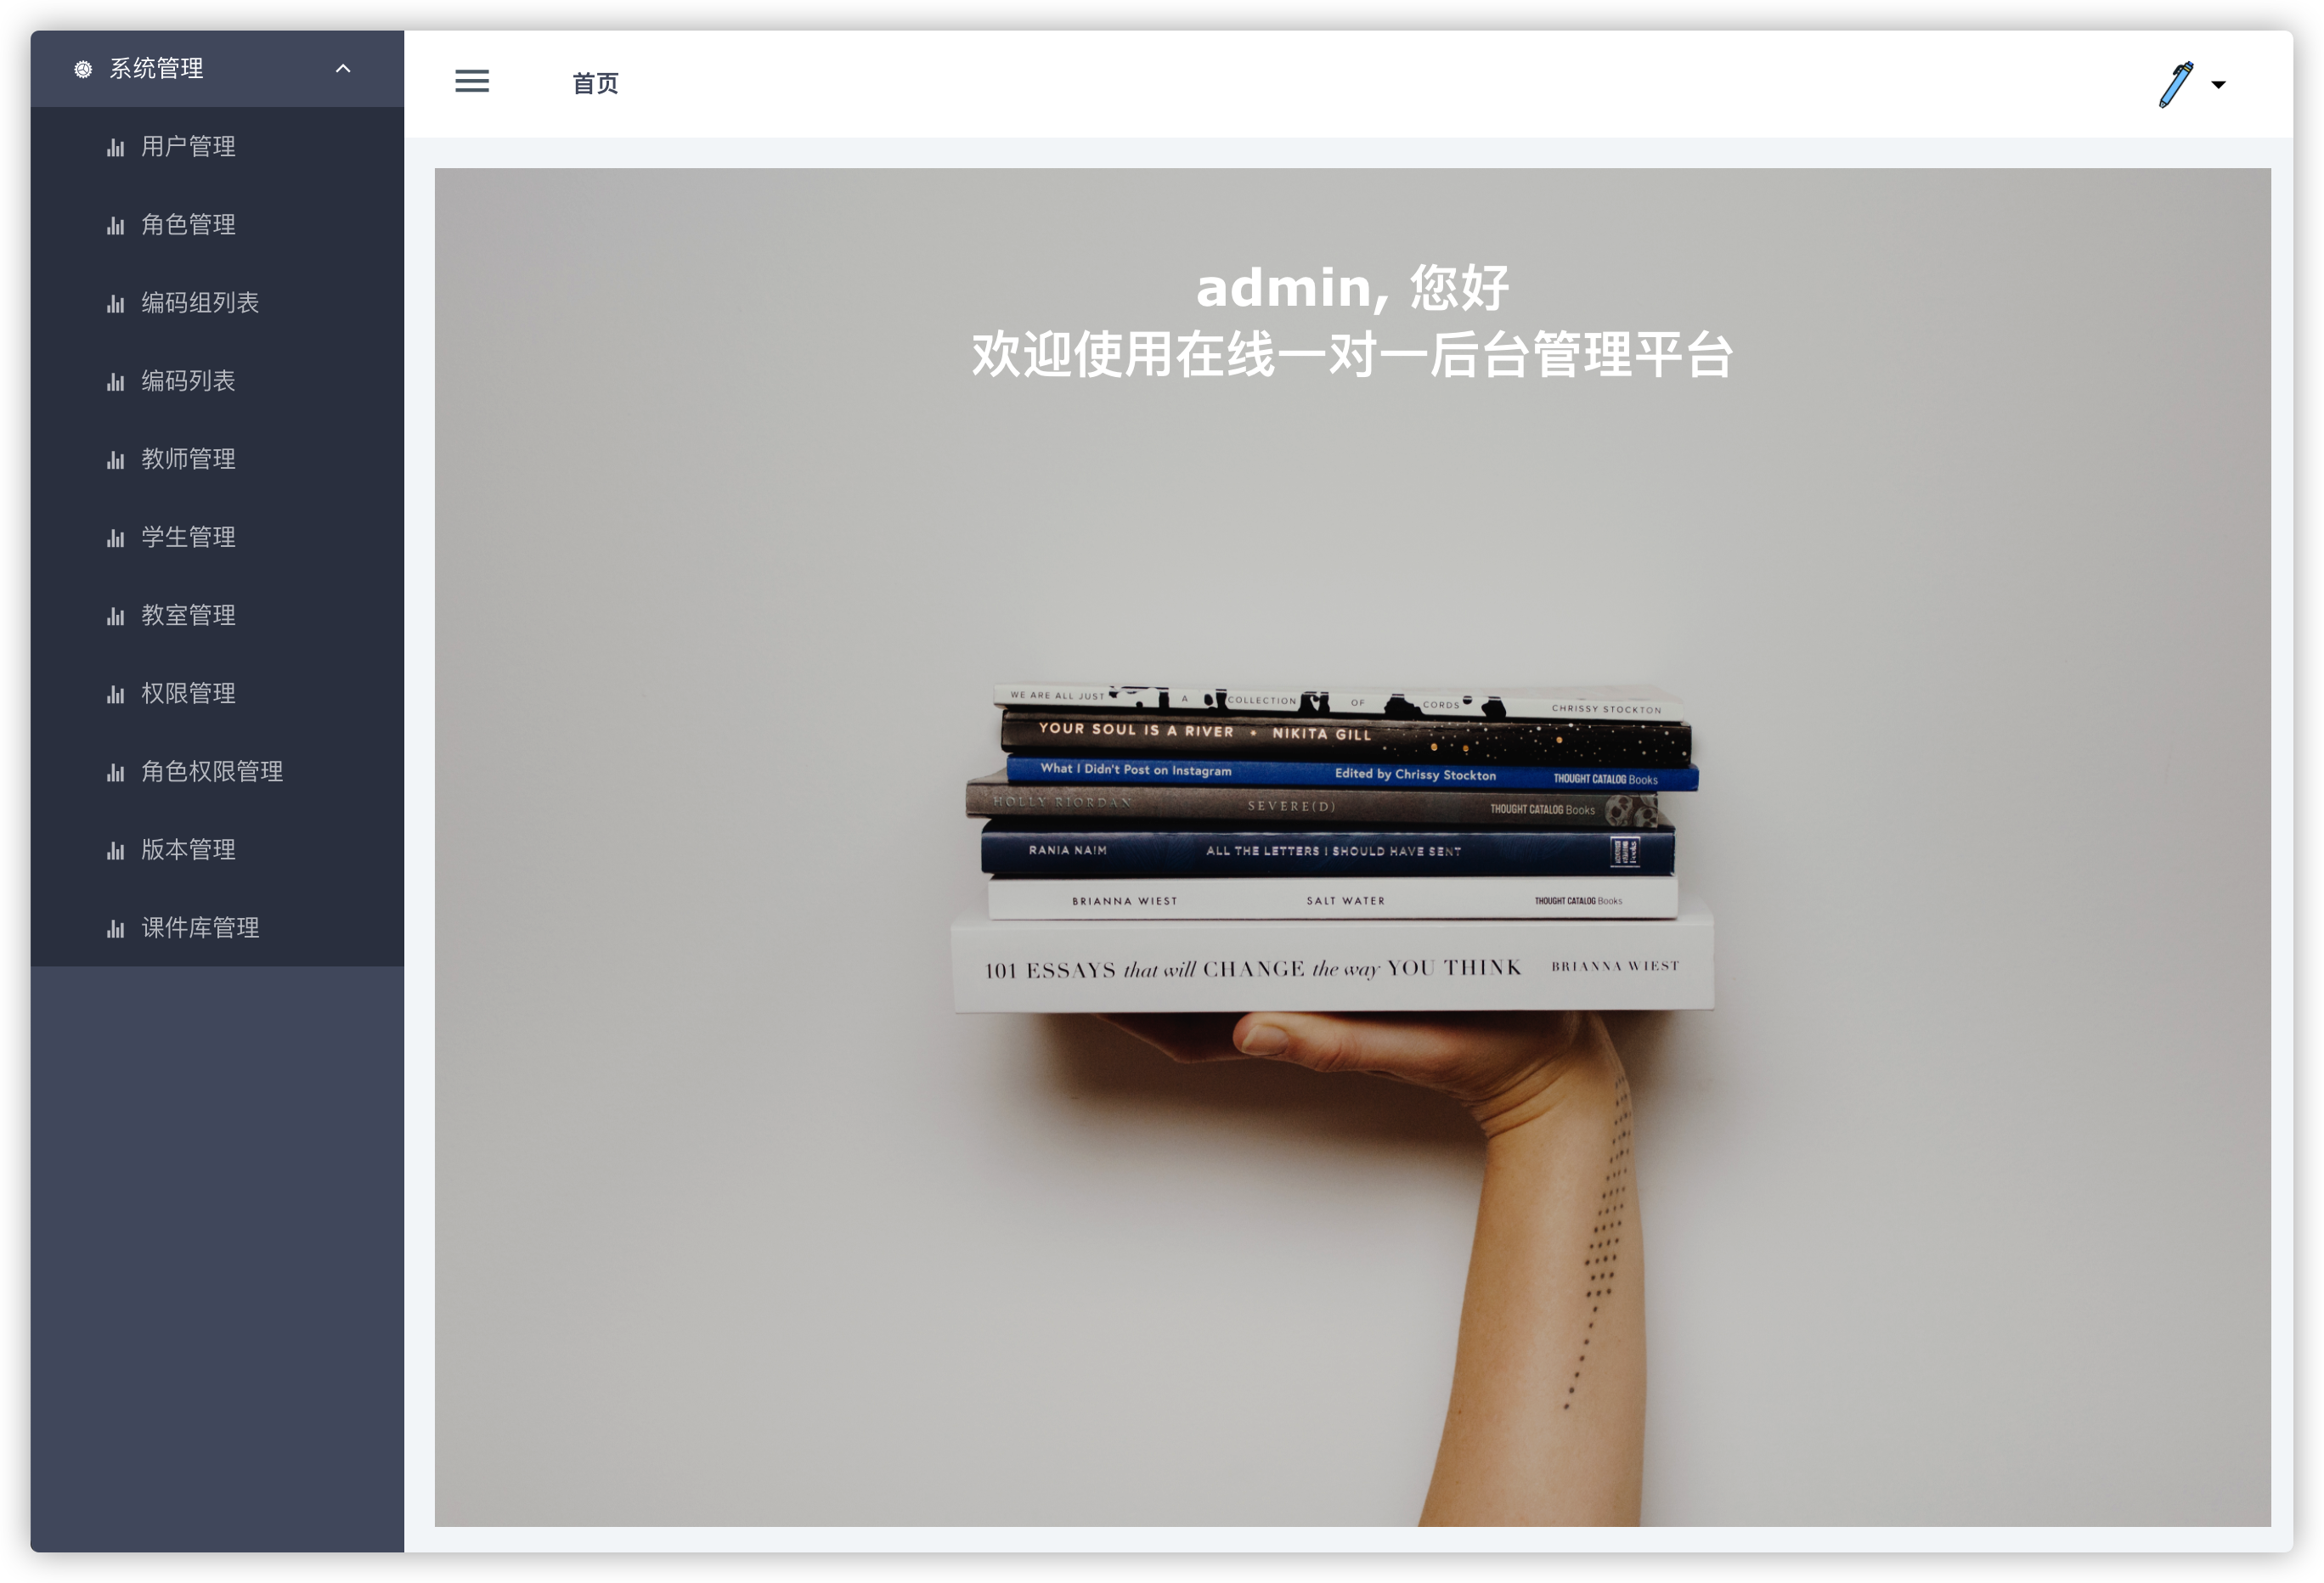 系统管理
用户管理
角色管理
编码组列表
编码列表
教师管理
学生管理
教室管理
权限管理
角色权限管理
版本管理
课件库管理
首页
admin, 您好
欢迎使用在线一对一后台管理平台
WE ARE ALL JUST A COLLECTION OF CORDS CHRISSY STOCKTON
YOUR SOUL IS A RIVER • NIKITA GILL
What I Didn't Post on Instagram Edited by Chrissy Stockton THOUGHT CATALOG Books
HOLLY RIORDAN SEVERE(D) THOUGHT CATALOG Books
RANIA NAIM ALL THE LETTERS I SHOULD HAVE SENT
BRIANNA WIEST SALT WATER THOUGHT CATALOG Books
101 ESSAYS that will CHANGE the way YOU THINK BRIANNA WIEST